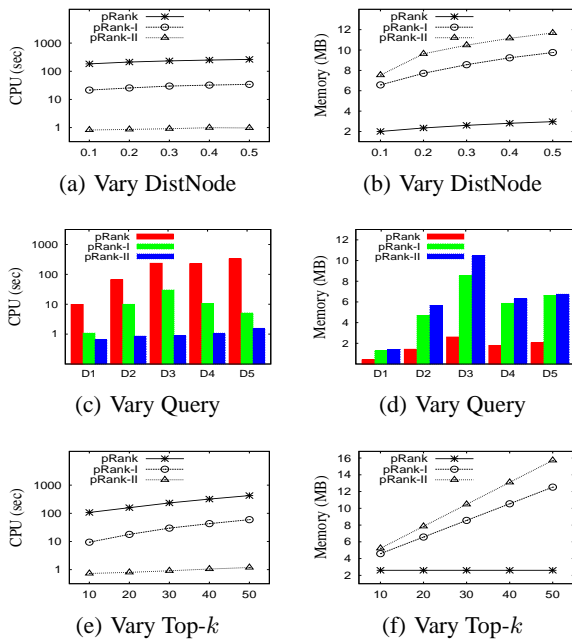 pRank
pRank-I
pRank-II
CPU (sec)
1000
100
10
1
0.1 0.2 0.3 0.4 0.5
(a) Vary DistNode
pRank
pRank-I
pRank-II
Memory (MB)
12
10
8
6
4
2
0.1 0.2 0.3 0.4 0.5
(b) Vary DistNode
pRank
pRank-I
pRank-II
CPU (sec)
1000
100
10
1
D1 D2 D3 D4 D5
(c) Vary Query
pRank
pRank-I
pRank-II
Memory (MB)
12
10
8
6
4
2
D1 D2 D3 D4 D5
(d) Vary Query
pRank
pRank-I
pRank-II
CPU (sec)
1000
100
10
1
10 20 30 40 50
(e) Vary Top-k
pRank
pRank-I
pRank-II
Memory (MB)
16
14
12
10
8
6
4
2
10 20 30 40 50
(f) Vary Top-k